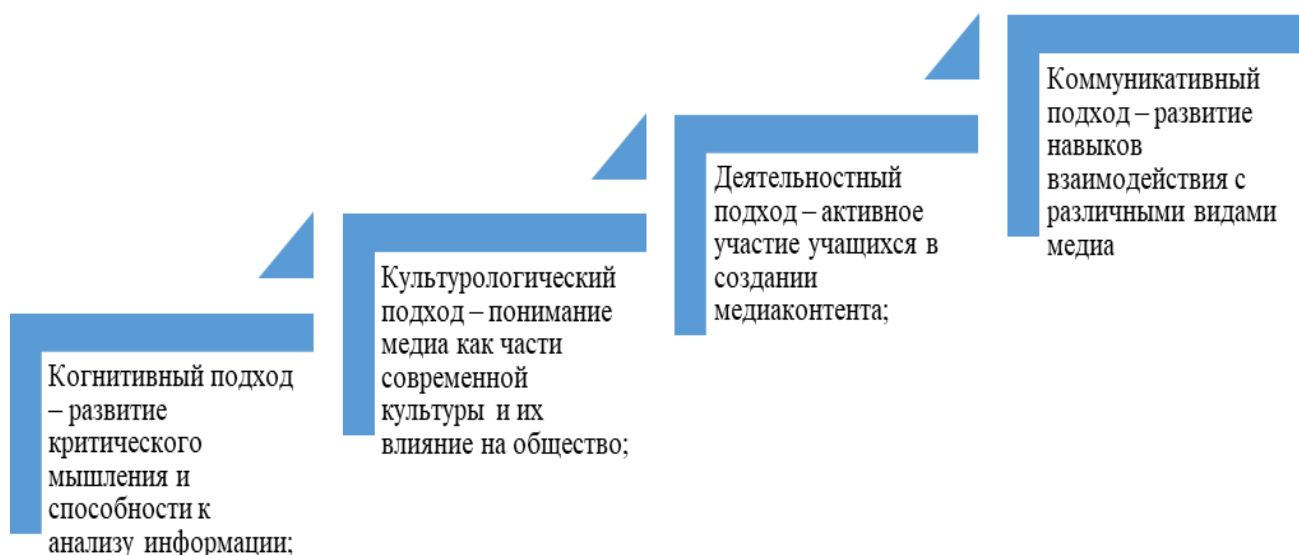 Когнитивный подход
– развитие
критического
мышления и
способности к
анализу информации;
Культурологический
подход – понимание
медиа как части
современной
культуры и их
влияние на общество;
Деятельностный
подход – активное
участие учащихся в
создании
медиаконтента;
Коммуникативный
подход – развитие
навыков
взаимодействия с
различными видами
медиа